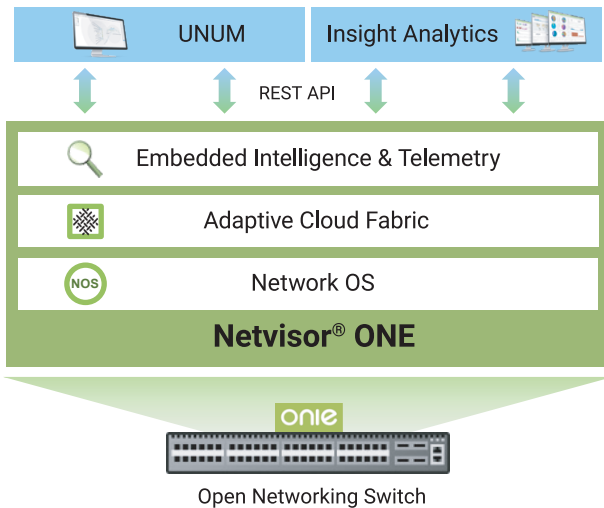 UNUM
Insight Analytics
REST API
Embedded Intelligence & Telemetry
Adaptive Cloud Fabric
NOS
Network OS
Netvisor® ONE
onie
Open Networking Switch